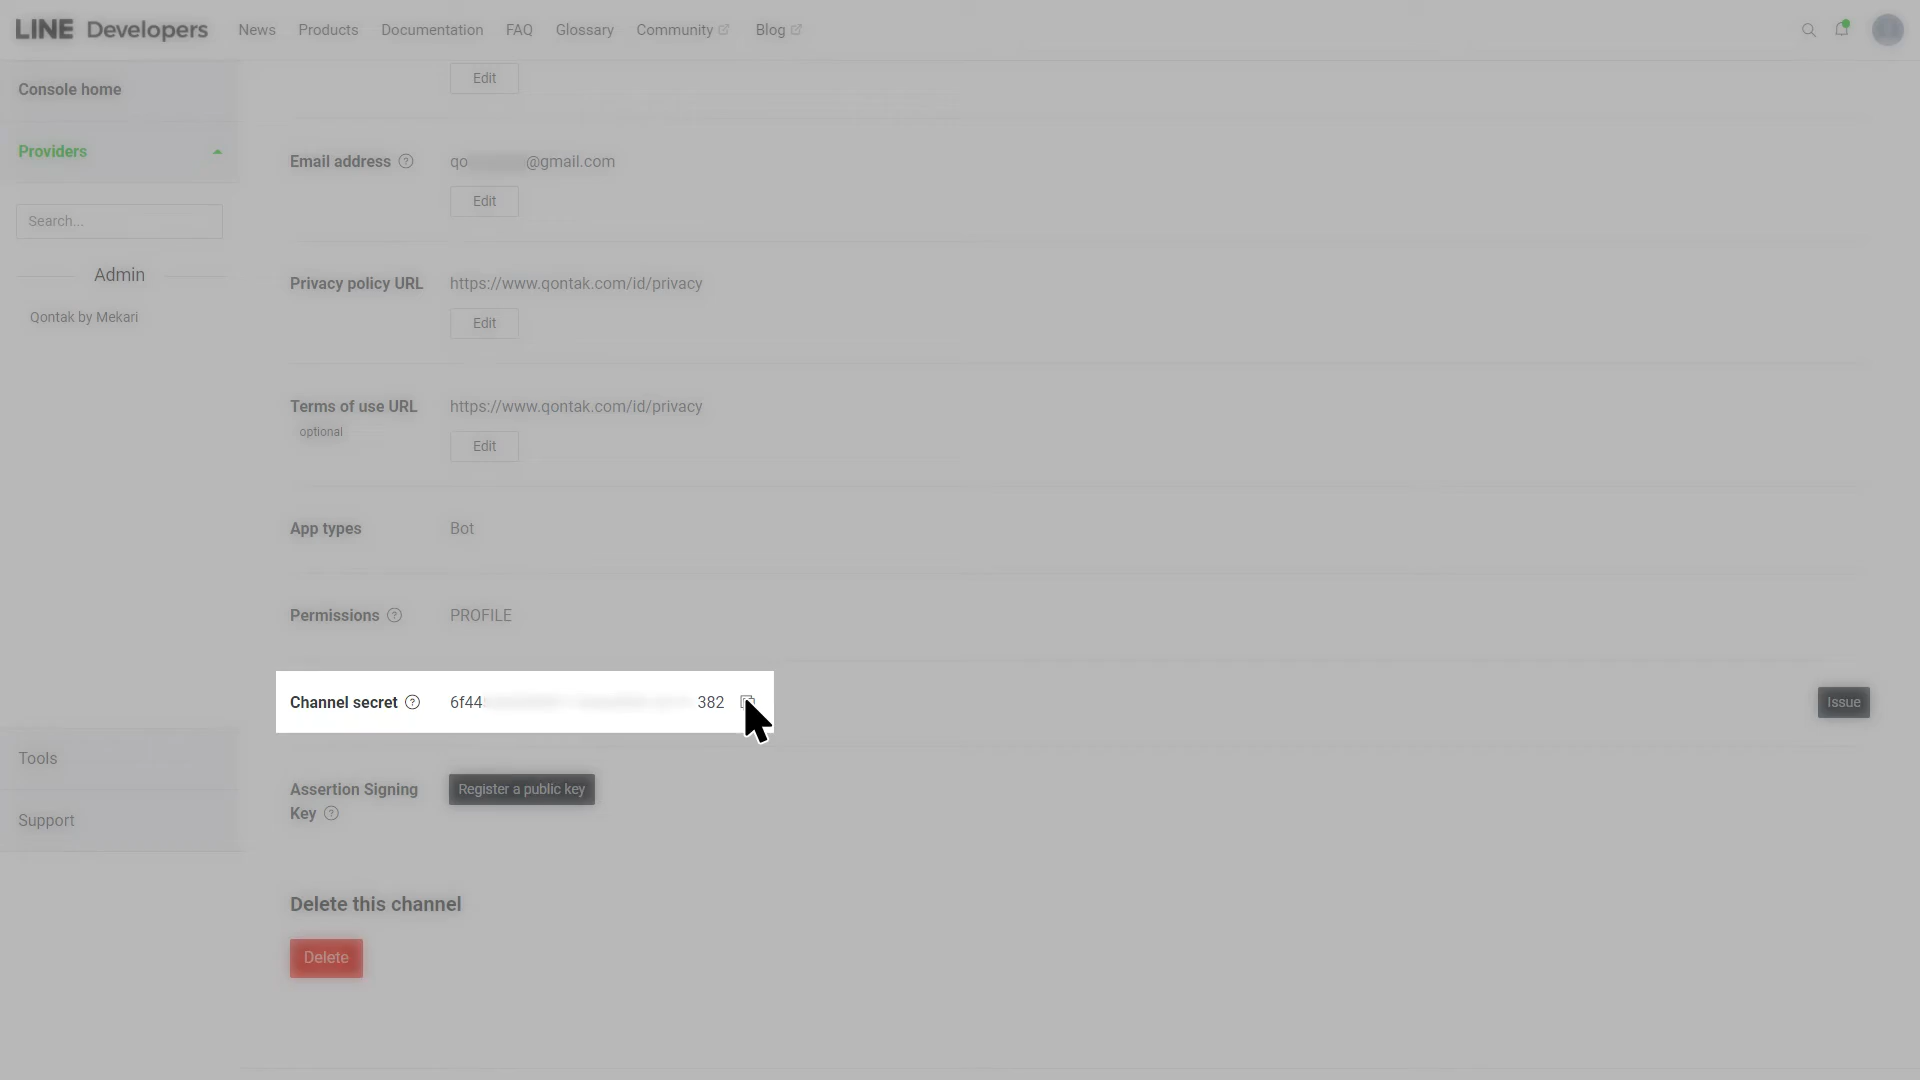 LINE Developers News Products Documentation FAQ Glossary Community Blog
Console home
Providers
Search...
Admin
Qontak by Mekari
Tools
Support
Edit
Email address ? qo @gmail.com
Edit
Privacy policy URL https://www.qontak.com/id/privacy
Edit
Terms of use URL https://www.qontak.com/id/privacy
optional
Edit
App types Bot
Permissions ? PROFILE
Channel secret ? 6f44 382 Issue
Assertion Signing Key ? Register a public key
Delete this channel
Delete